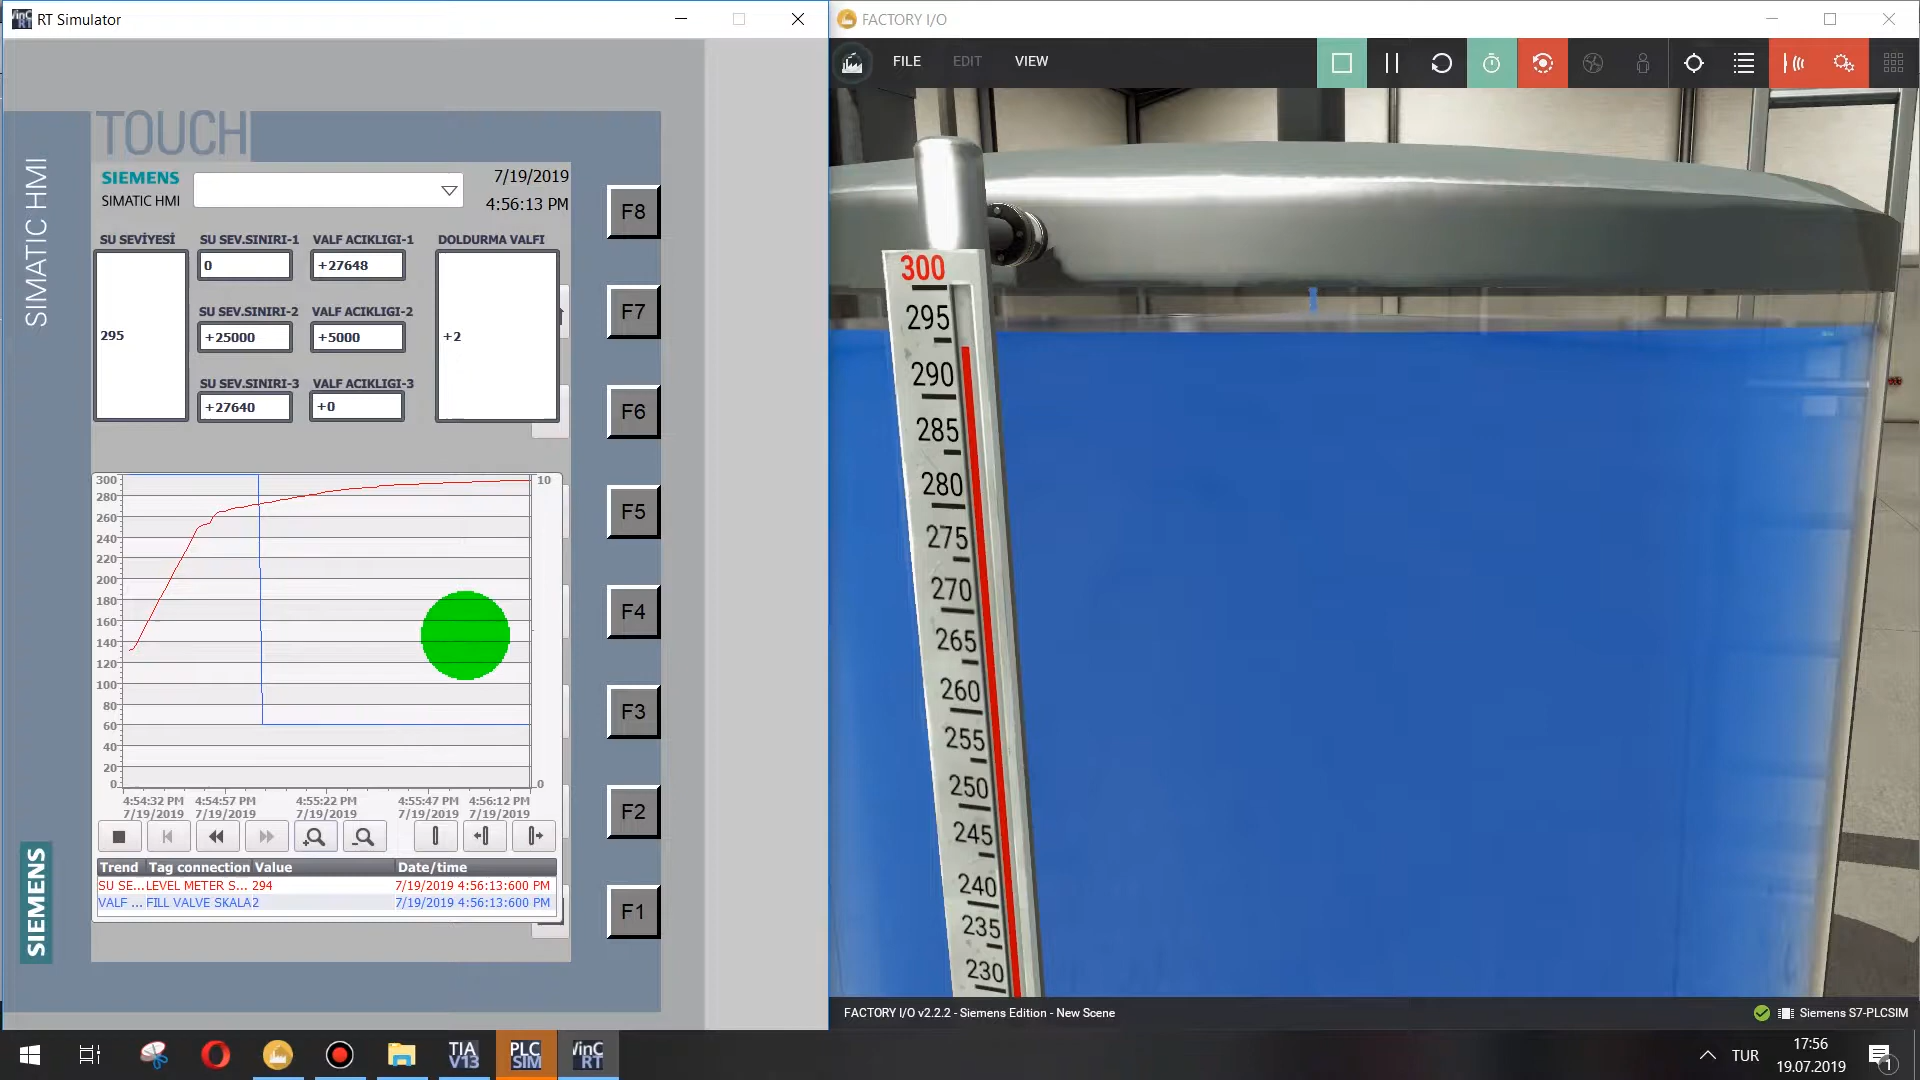 RT Simulator
SIMATIC HMI
TOUCH
SIEMENS
SIMATIC HMI
7/19/2019
4:56:13 PM
SU SEVİYESİ
SU SEV.SINIRI-1
VALF ACIKLIGI-1
DOLDURMA VALFI
0
+27648
SU SEV.SINIRI-2
VALF ACIKLIGI-2
295
+25000
+5000
+2
SU SEV.SINIRI-3
VALF ACIKLIGI-3
+27640
+0
300
280
260
240
220
200
180
160
140
120
100
80
60
40
20
0
10
0
4:54:32 PM 4:54:57 PM 4:55:22 PM 4:55:47 PM 4:56:12 PM
7/19/2019 7/19/2019 7/19/2019 7/19/2019 7/19/2019
Trend Tag connection Value Date/time
SU SE... LEVEL METER S... 294 7/19/2019 4:56:13:600 PM
VALF ... FILL VALVE SKALA 2 7/19/2019 4:56:13:600 PM
F8
F7
F6
F5
F4
F3
F2
F1
SIEMENS
FACTORY I/O
FILE EDIT VIEW
300
295
290
285
280
275
270
265
260
255
250
245
240
235
230
FACTORY I/O v2.2.2 - Siemens Edition - New Scene
Siemens S7-PLCSIM
TIA V13
PLC SIM
WinC RT
TUR
17:56
19.07.2019
1